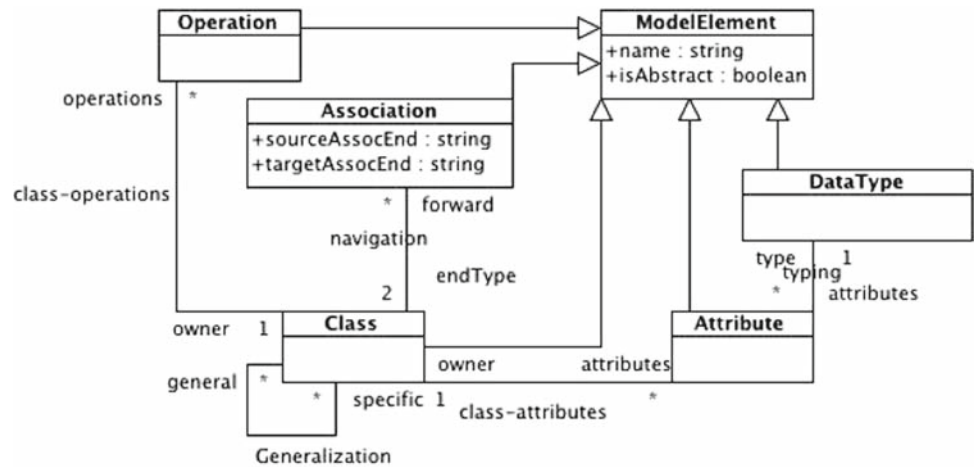 Operation
ModelElement
+name : string
+isAbstract : boolean
operations
*
Association
+sourceAssocEnd : string
+targetAssocEnd : string
class-operations
DataType
*
forward
navigation
type
1
typing
endType
2
*
attributes
owner
1
Class
Attribute
owner
attributes
general
*
*
specific
1
class-attributes
*
Generalization